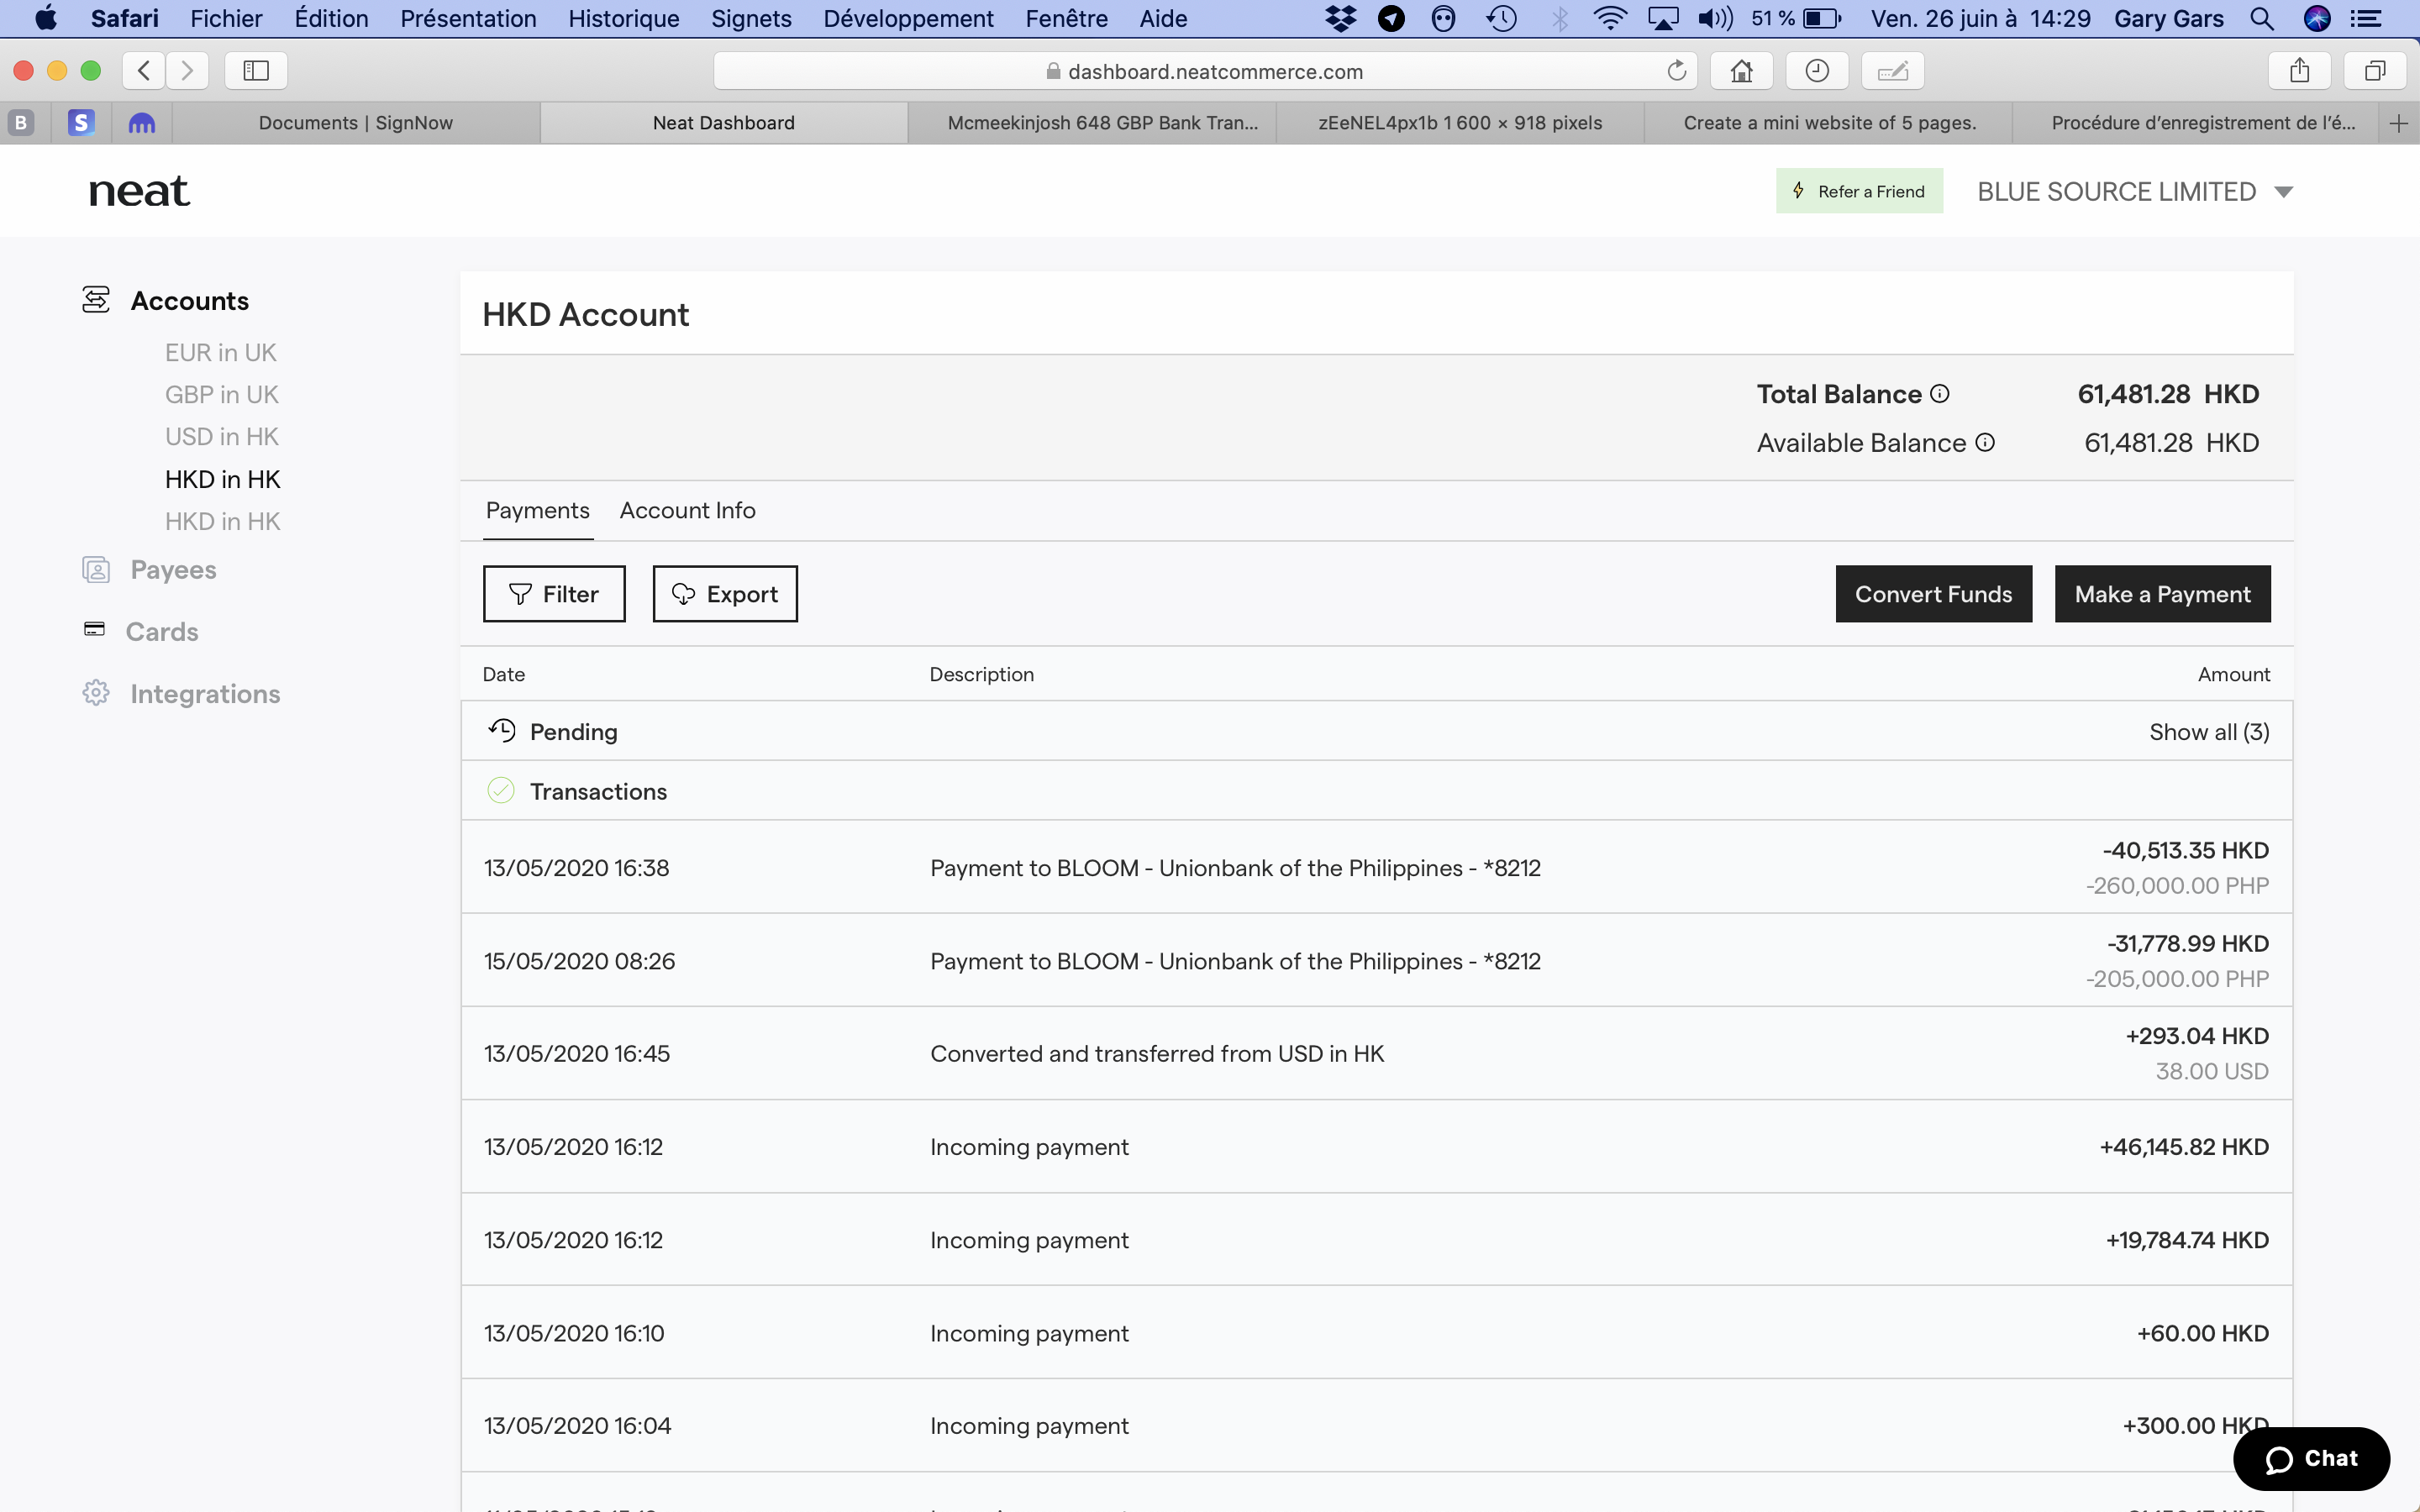 Safari Fichier Édition Présentation Historique Signets Développement Fenêtre Aide 51 % Ven. 26 juin à 14:29 Gary Gars
dashboard.neatcommerce.com
B S Documents | SignNow Neat Dashboard Mcmeekinjosh 648 GBP Bank Tran... zEeNEL4px1b 1 600 × 918 pixels Create a mini website of 5 pages. Procédure d'enregistrement de l'é...
neat
Refer a Friend
BLUE SOURCE LIMITED
Accounts
EUR in UK
GBP in UK
USD in HK
HKD in HK
HKD in HK
Payees
Cards
Integrations
HKD Account
Total Balance 61,481.28 HKD
Available Balance 61,481.28 HKD
Payments Account Info
Filter Export Convert Funds Make a Payment
Date Description Amount
Pending Show all (3)
Transactions
13/05/2020 16:38 Payment to BLOOM - Unionbank of the Philippines - *8212 -40,513.35 HKD
-260,000.00 PHP
15/05/2020 08:26 Payment to BLOOM - Unionbank of the Philippines - *8212 -31,778.99 HKD
-205,000.00 PHP
13/05/2020 16:45 Converted and transferred from USD in HK +293.04 HKD
38.00 USD
13/05/2020 16:12 Incoming payment +46,145.82 HKD
13/05/2020 16:12 Incoming payment +19,784.74 HKD
13/05/2020 16:10 Incoming payment +60.00 HKD
13/05/2020 16:04 Incoming payment +300.00 HKD
Chat